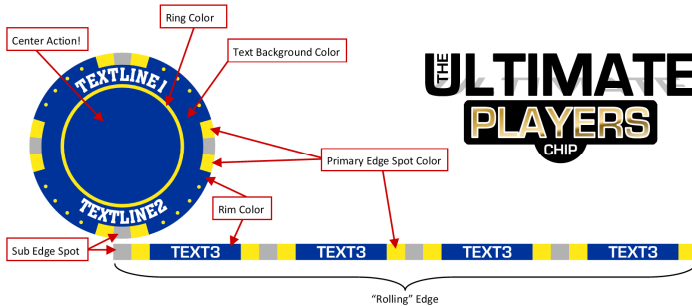 Ring Color
Center Action!
Text Background Color
TEXTLINE1
THE
ULTIMATE
PLAYERS
CHIP
Primary Edge Spot Color
TEXTLINE2
Rim Color
Sub Edge Spot
TEXT3 TEXT3 TEXT3 TEXT3
“Rolling” Edge